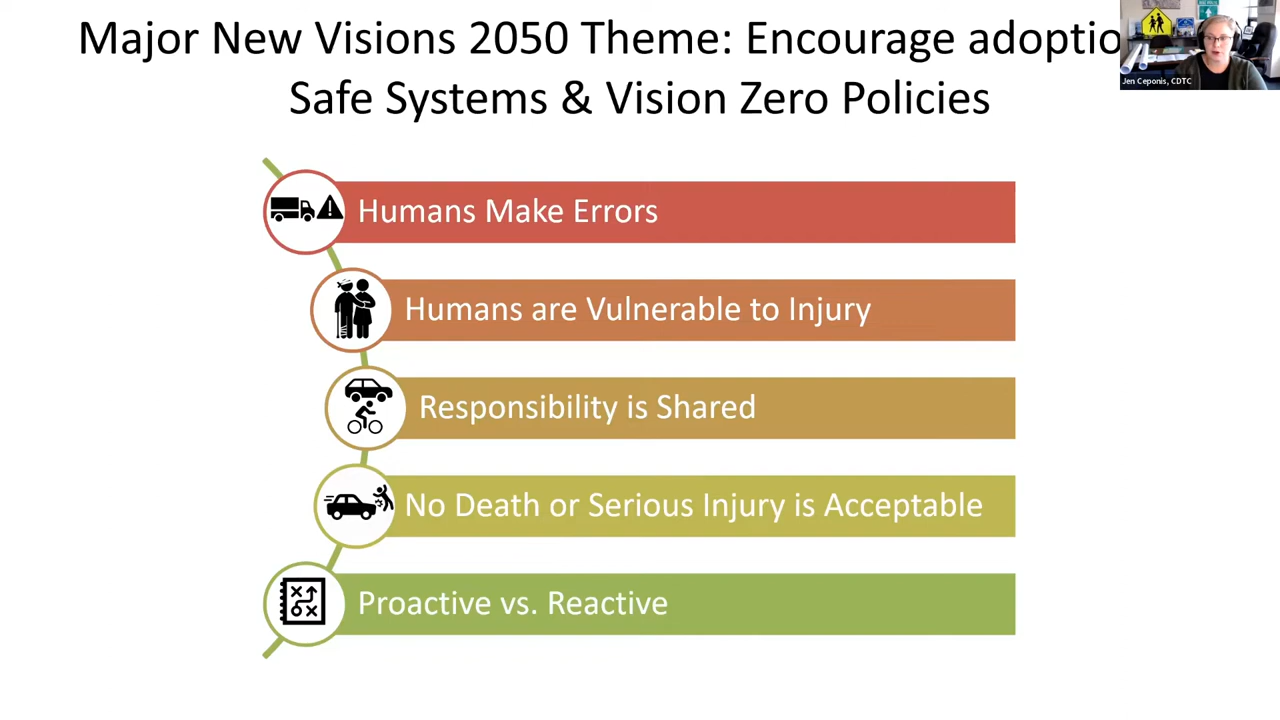 Major New Visions 2050 Theme: Encourage adoptio
Safe Systems & Vision Zero Policies
Jen Ceponis, CDTC
Humans Make Errors
Humans are Vulnerable to Injury
Responsibility is Shared
No Death or Serious Injury is Acceptable
Proactive vs. Reactive